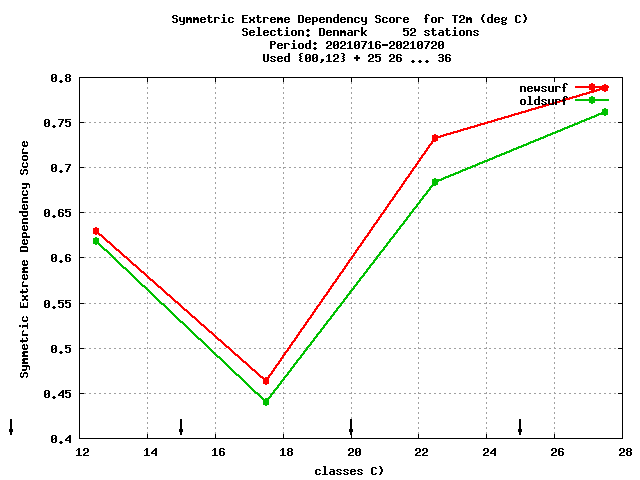 Symmetric Extreme Dependency Score  for T2m (deg C)
Selection: Denmark     52 stations
Period: 20210716-20210720
Used {00,12} + 25 26 ... 36
newsurf
oldsurf
0.8
0.75
0.7
0.65
0.6
0.55
0.5
0.45
0.4
Symmetric Extreme Dependency Score
12 14 16 18 20 22 24 26 28
classes C)